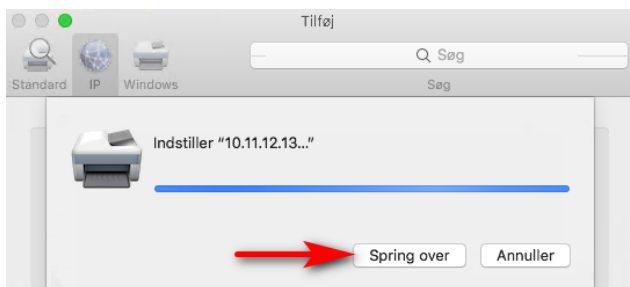 Tilføj
Søg
Standard IP Windows Søg
Indstiller “10.11.12.13...”
Spring over Annuller